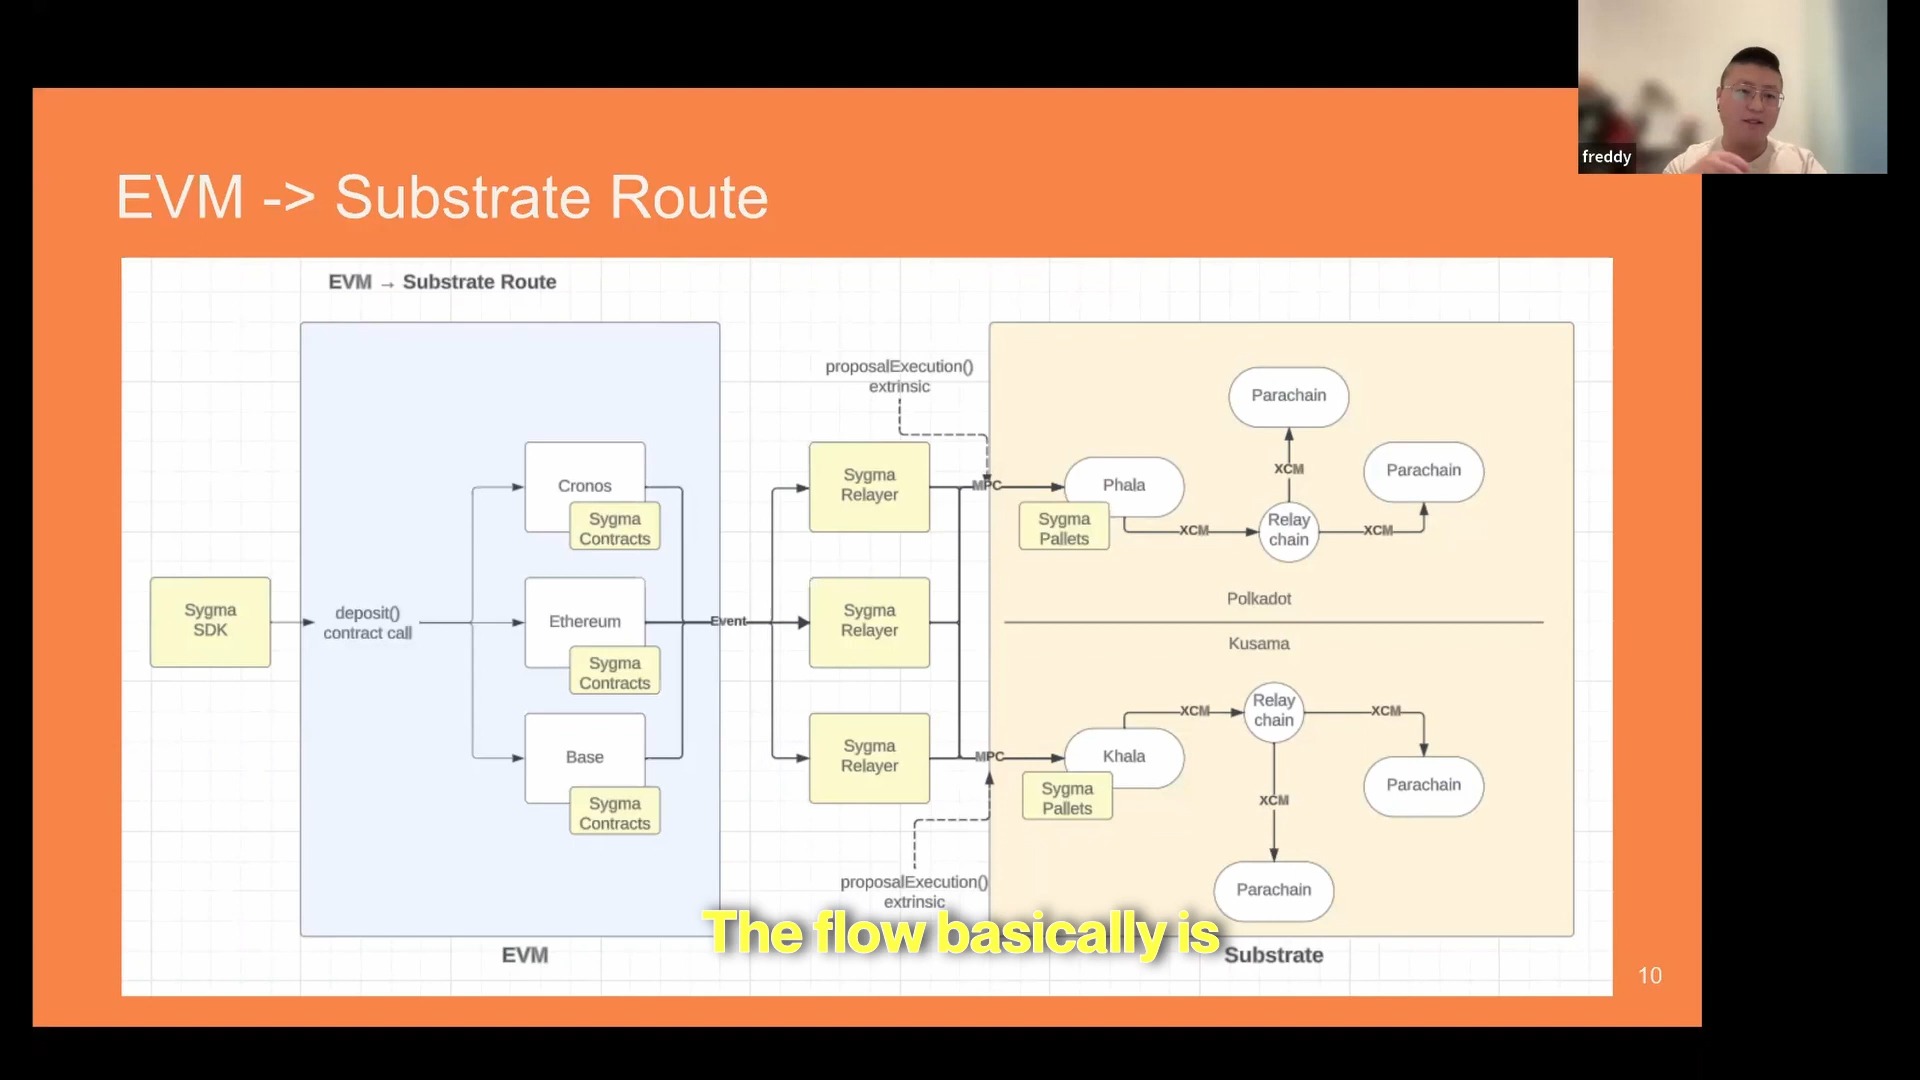 freddy
EVM -> Substrate Route
EVM → Substrate Route
proposalExecution()
extrinsic
Parachain
Cronos
Sygma
Contracts
Sygma
Relayer
MPC
Phala
Sygma
Pallets
XCM
Relay
chain
XCM
XCM
Parachain
Polkadot
Sygma
SDK
deposit()
contract call
Ethereum
Sygma
Contracts
Event
Sygma
Relayer
Kusama
Base
Sygma
Contracts
Sygma
Relayer
MPC
Khala
Sygma
Pallets
XCM
Relay
chain
XCM
Parachain
XCM
Parachain
proposalExecution()
extrinsic
The flow basically is
EVM
Substrate
10